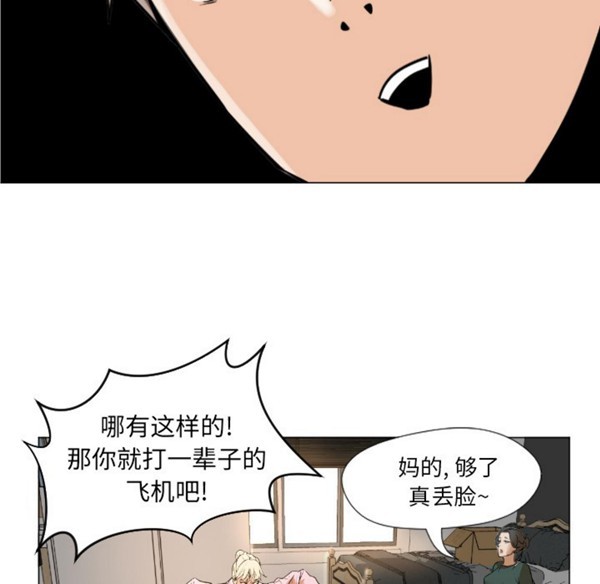 哪有这样的!
那你就打一辈子的
飞机吧!
妈的, 够了
真丢脸~